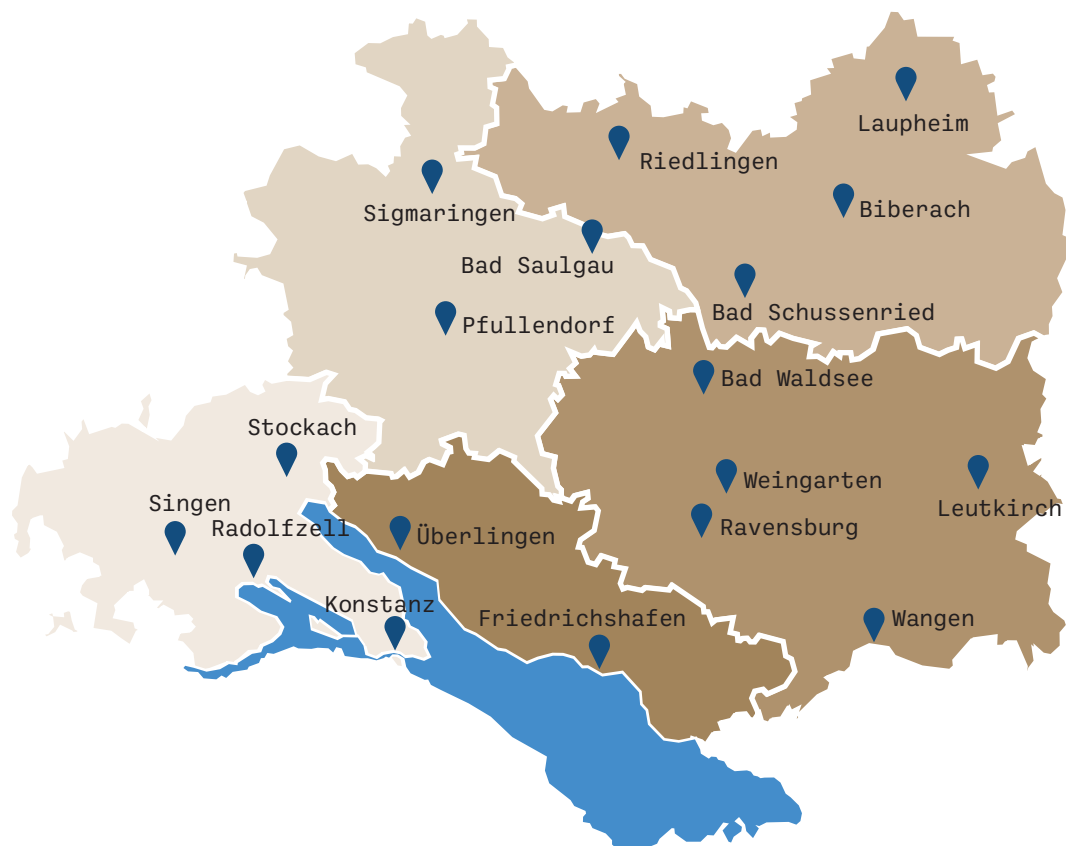 Laupheim
Riedlingen
Biberach
Sigmaringen
Bad Saulgau
Bad Schussenried
Pfullendorf
Bad Waldsee
Stockach
Weingarten
Singen
Leutkirch
Radolfzell
Ravensburg
Überlingen
Konstanz
Friedrichshafen
Wangen